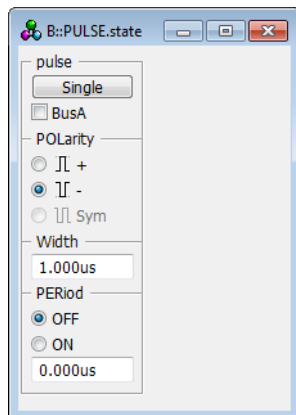 B::PULSE.state
pulse
Single
BusA
POLarity
+
-
Sym
Width
1.000us
PERiod
OFF
ON
0.000us